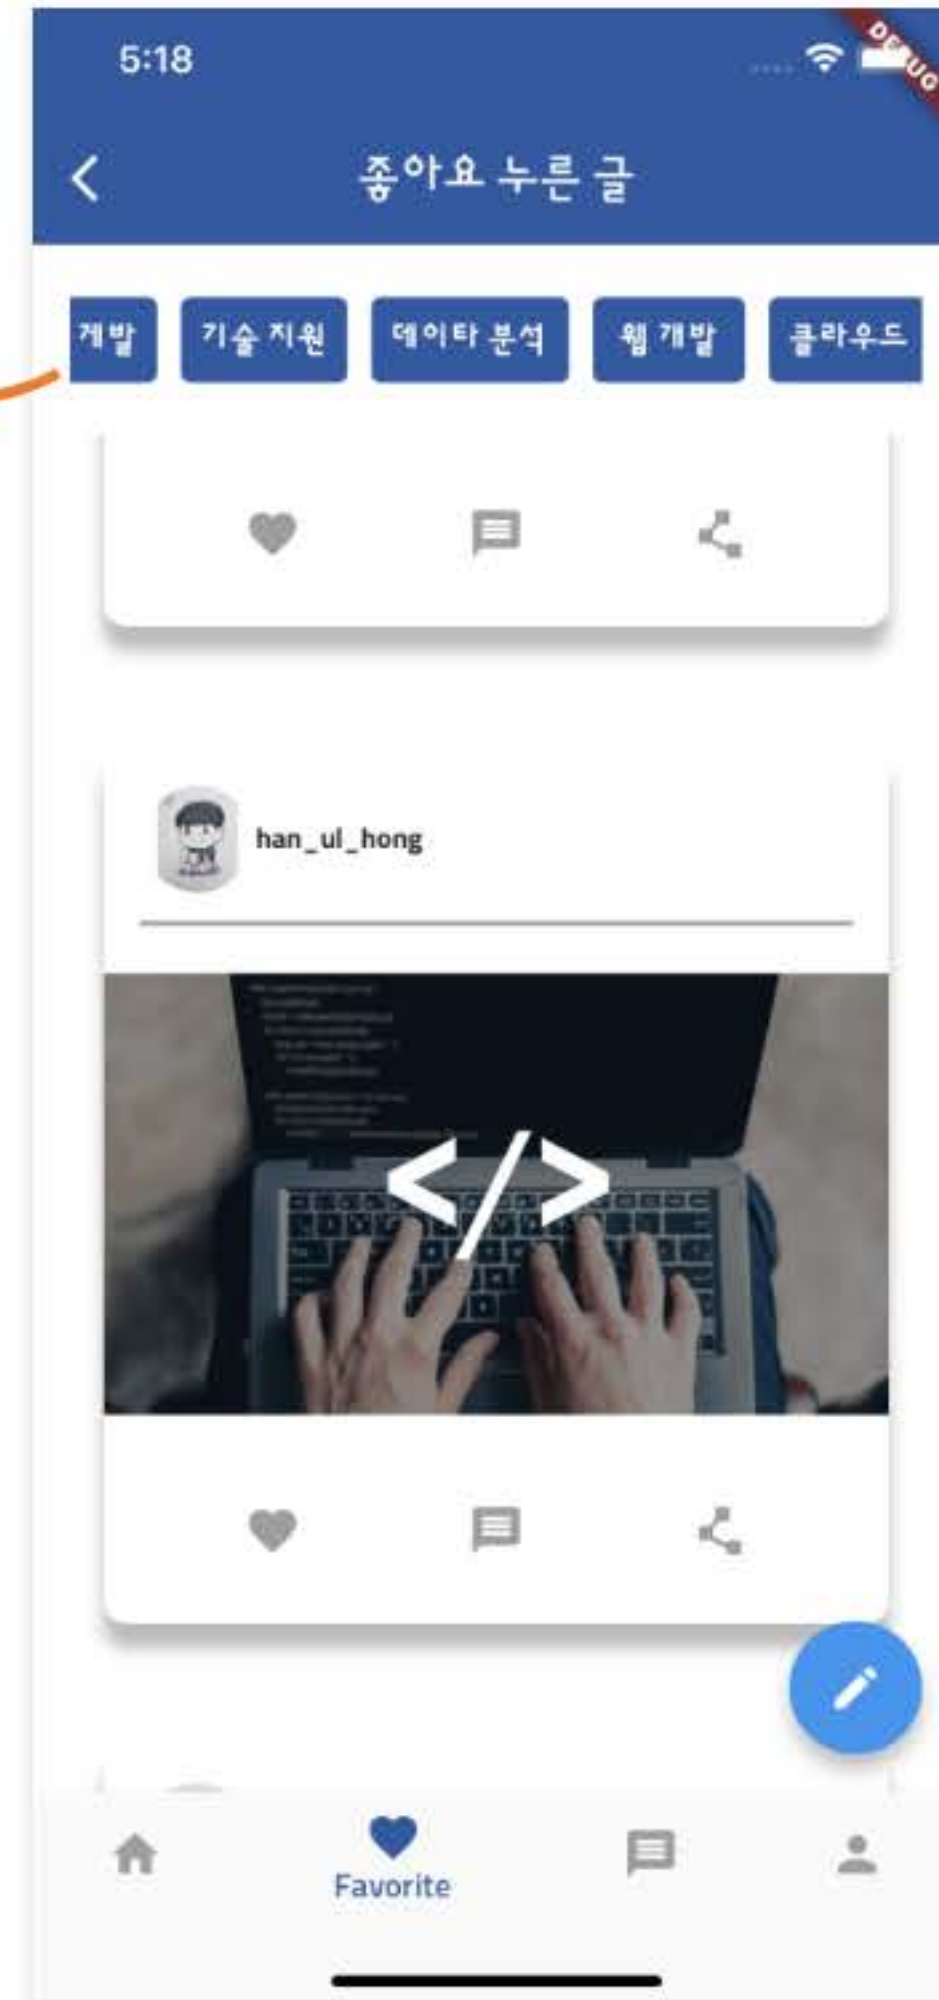 5:18
DEBUG
좋아요 누른 글
게발 기술 지원 데이타 분석 웹 개발 클라우드
han_ul_hong
</>
Favorite